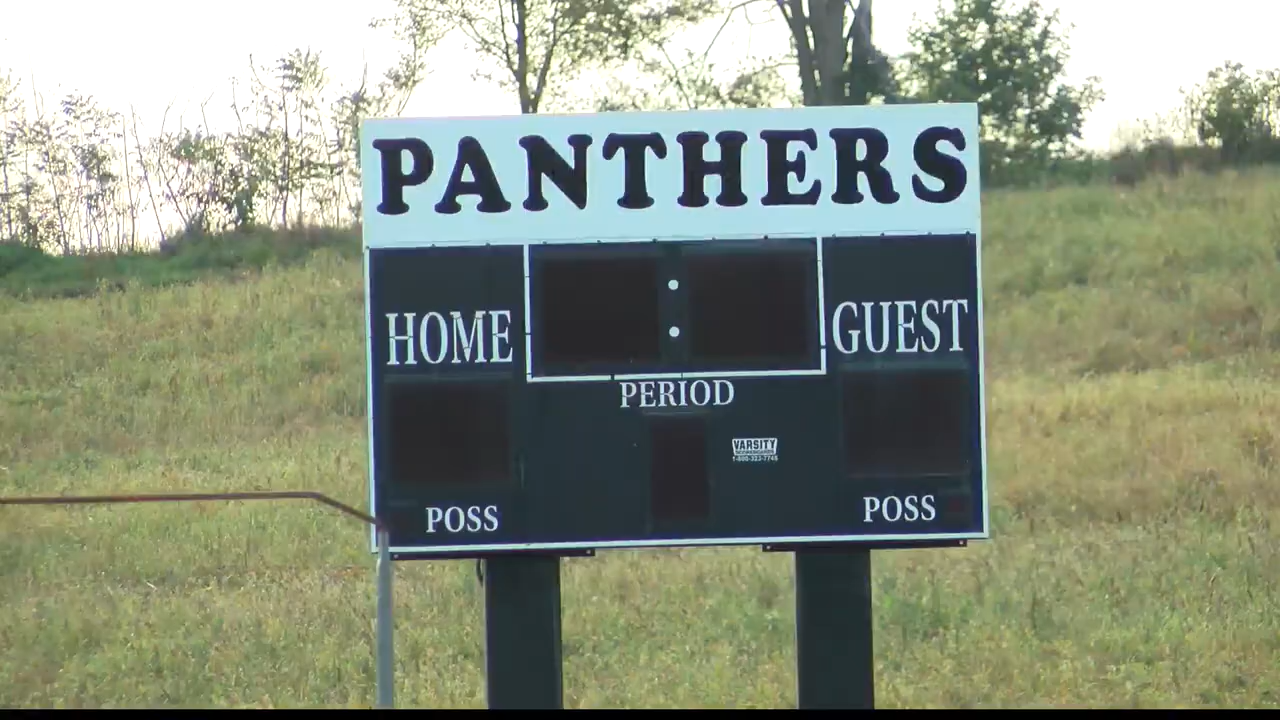 PANTHERS
:
HOME
GUEST
PERIOD
VARSITY
POSS
POSS